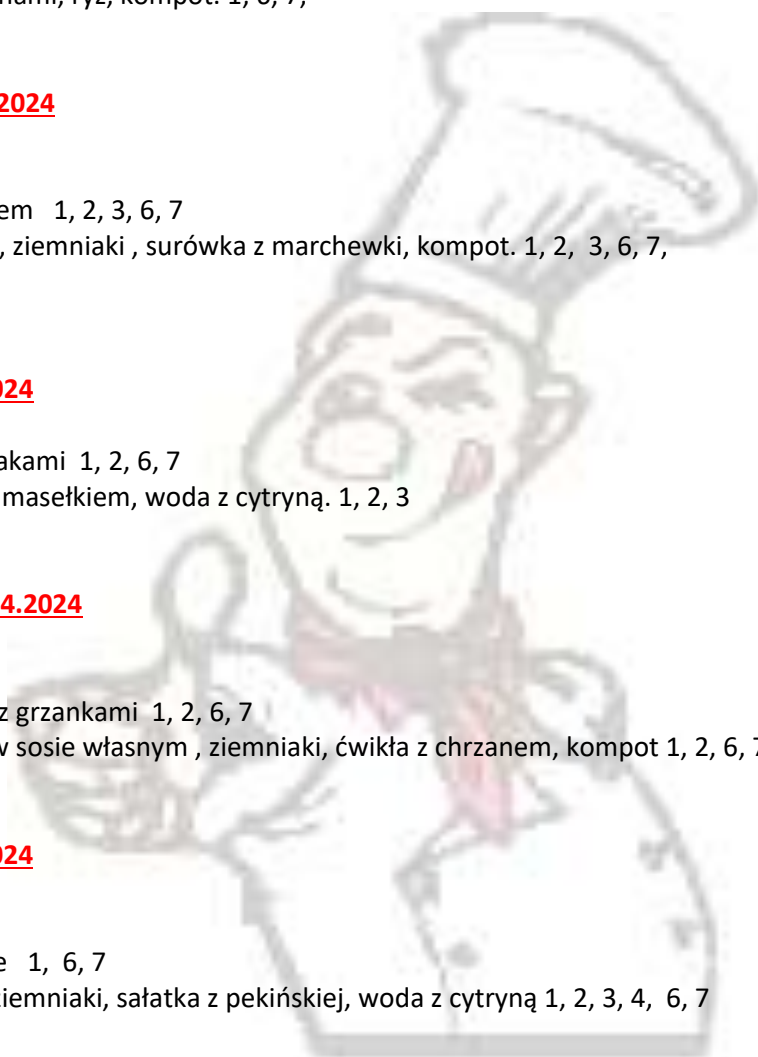 ryż, kompot. 1, 6, 7,
2024
em 1, 2, 3, 6, 7
, ziemniaki , surówka z marchewki, kompot. 1, 2, 3, 6, 7,
024
akami 1, 2, 6, 7
masełkiem, woda z cytryną. 1, 2, 3
4.2024
z grzankami 1, 2, 6, 7
w sosie własnym , ziemniaki, ćwikła z chrzanem, kompot 1, 2, 6, 7
024
e 1, 6, 7
ziemniaki, sałatka z pekińskiej, woda z cytryną 1, 2, 3, 4, 6, 7